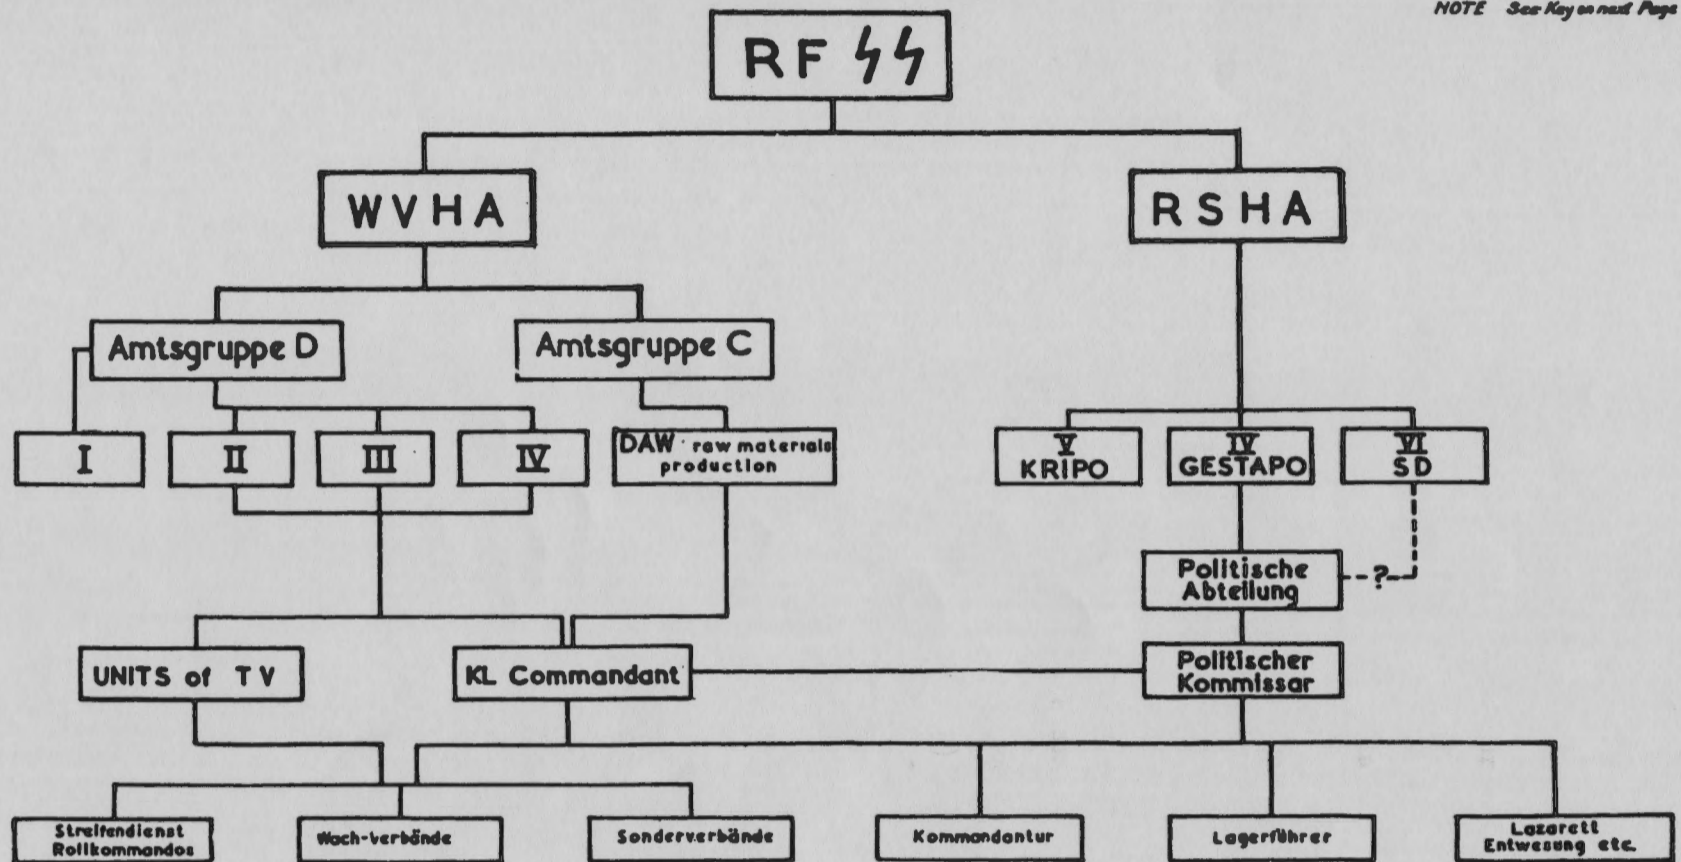 NOTE See Key on next Page
RF SS
WVHA
RSHA
Amtsgruppe D
Amtsgruppe C
I
II
III
IV
DAW raw materials
production
V
KRIPO
IV
GESTAPO
VI
SD
Politische
Abteilung
?
UNITS of TV
KL Commandant
Politischer
Kommissar
Streifendienst
Rollkommandos
Wach-verbände
Sonderverbände
Kommandantur
Lagerführer
Lazarett
Entwesung etc.